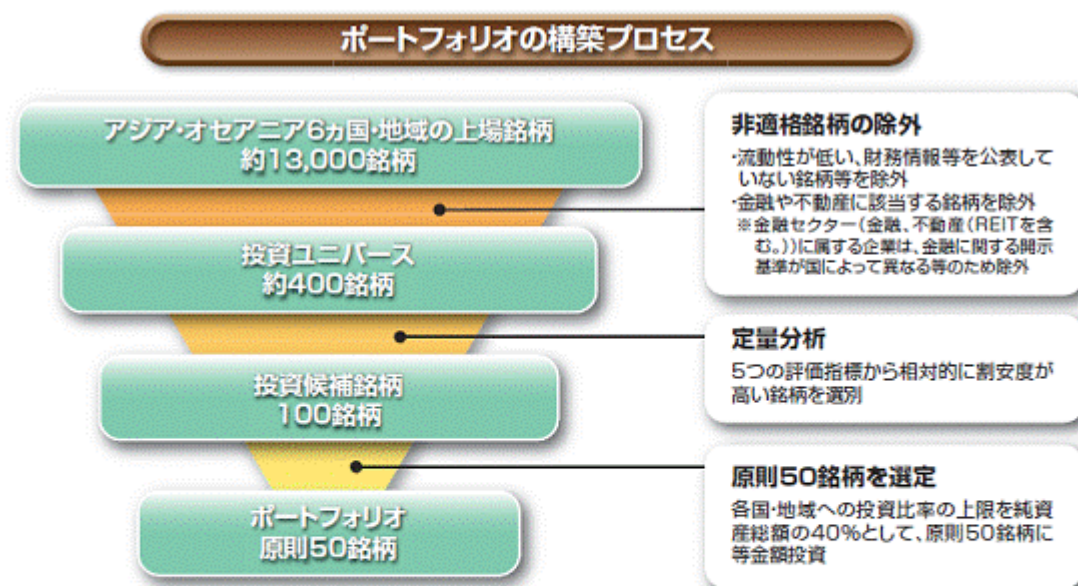 ポートフォリオの構築プロセス
アジア・オセアニア6ヵ国・地域の上場銘柄
約13,000銘柄
非適格銘柄の除外
・流動性が低い、財務情報等を公表して
いない銘柄等を除外
・金融や不動産に該当する銘柄を除外
※金融セクター(金融、不動産(REITを含
む。))に属する企業は、金融に関する開示
基準が国によって異なる等のため除外
投資ユニバース
約400銘柄
定量分析
5つの評価指標から相対的に割安度が
高い銘柄を選別
投資候補銘柄
100銘柄
原則50銘柄を選定
各国・地域への投資比率の上限を純資
産総額の40%として、原則50銘柄に
等金額投資
ポートフォリオ
原則50銘柄